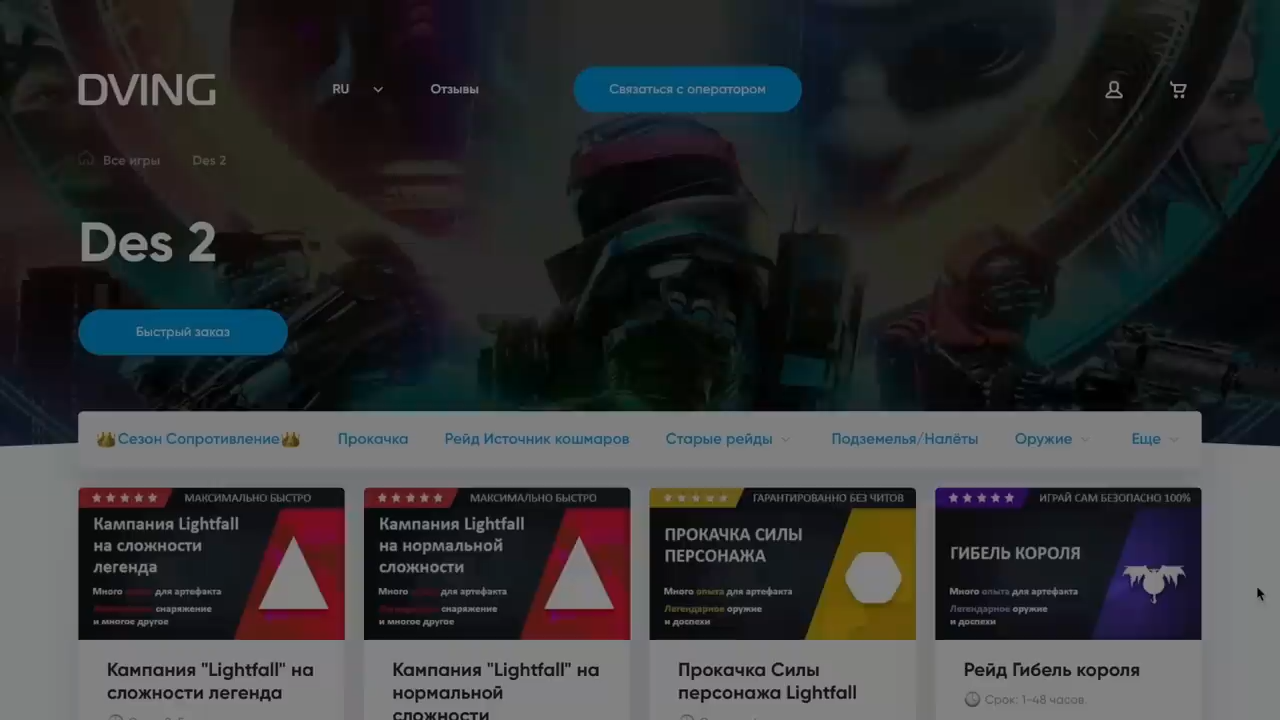 DVING
RU
Отзывы
Связаться с оператором
Все игры
Des 2
Des 2
Быстрый заказ
Сезон Сопротивление
Прокачка
Рейд Источник кошмаров
Старые рейды
Подземелья/Налёты
Оружие
Еще
МАКСИМАЛЬНО БЫСТРО
Кампания Lightfall
на сложности
легенда
Много опыта для артефакта
Легендарное снаряжение
и многое другое
Кампания "Lightfall" на
сложности легенда
МАКСИМАЛЬНО БЫСТРО
Кампания Lightfall
на нормальной
сложности
Много опыта для артефакта
Легендарное снаряжение
и многое другое
Кампания "Lightfall" на
нормальной
сложности
ГАРАНТИРОВАННО БЕЗ ЧИТОВ
ПРОКАЧКА СИЛЫ
ПЕРСОНАЖА
Много опыта для артефакта
Легендарное оружие
и доспехи
Прокачка Силы
персонажа Lightfall
ИГРАЙ САМ БЕЗОПАСНО 100%
ГИБЕЛЬ КОРОЛЯ
Много опыта для артефакта
Легендарное оружие
и доспехи
Рейд Гибель короля
Срок: 1-48 часов.